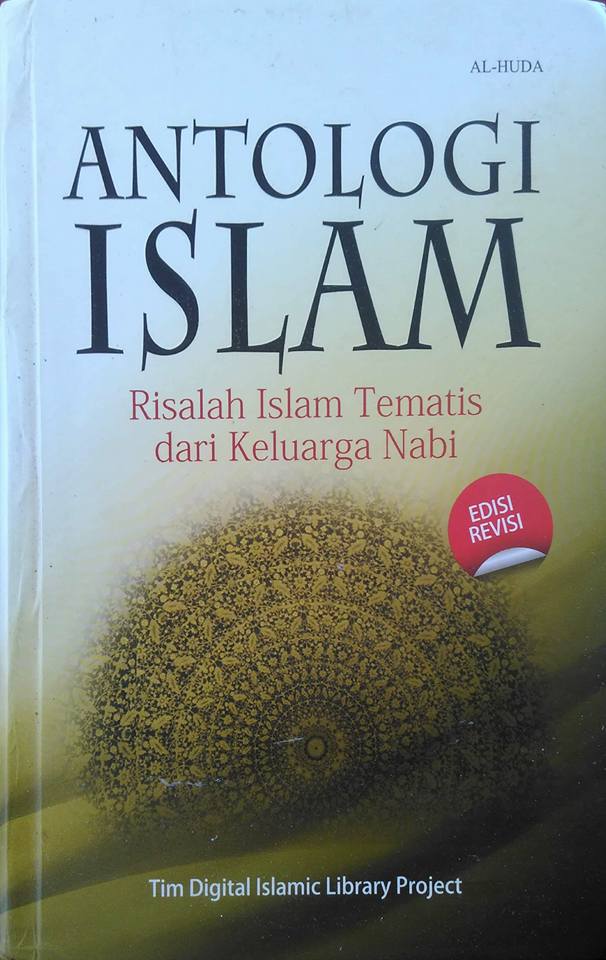 AL-HUDA
ANTOLOGI
ISLAM
Risalah Islam Tematis
dari Keluarga Nabi
EDISI
REVISI
Tim Digital Islamic Library Project